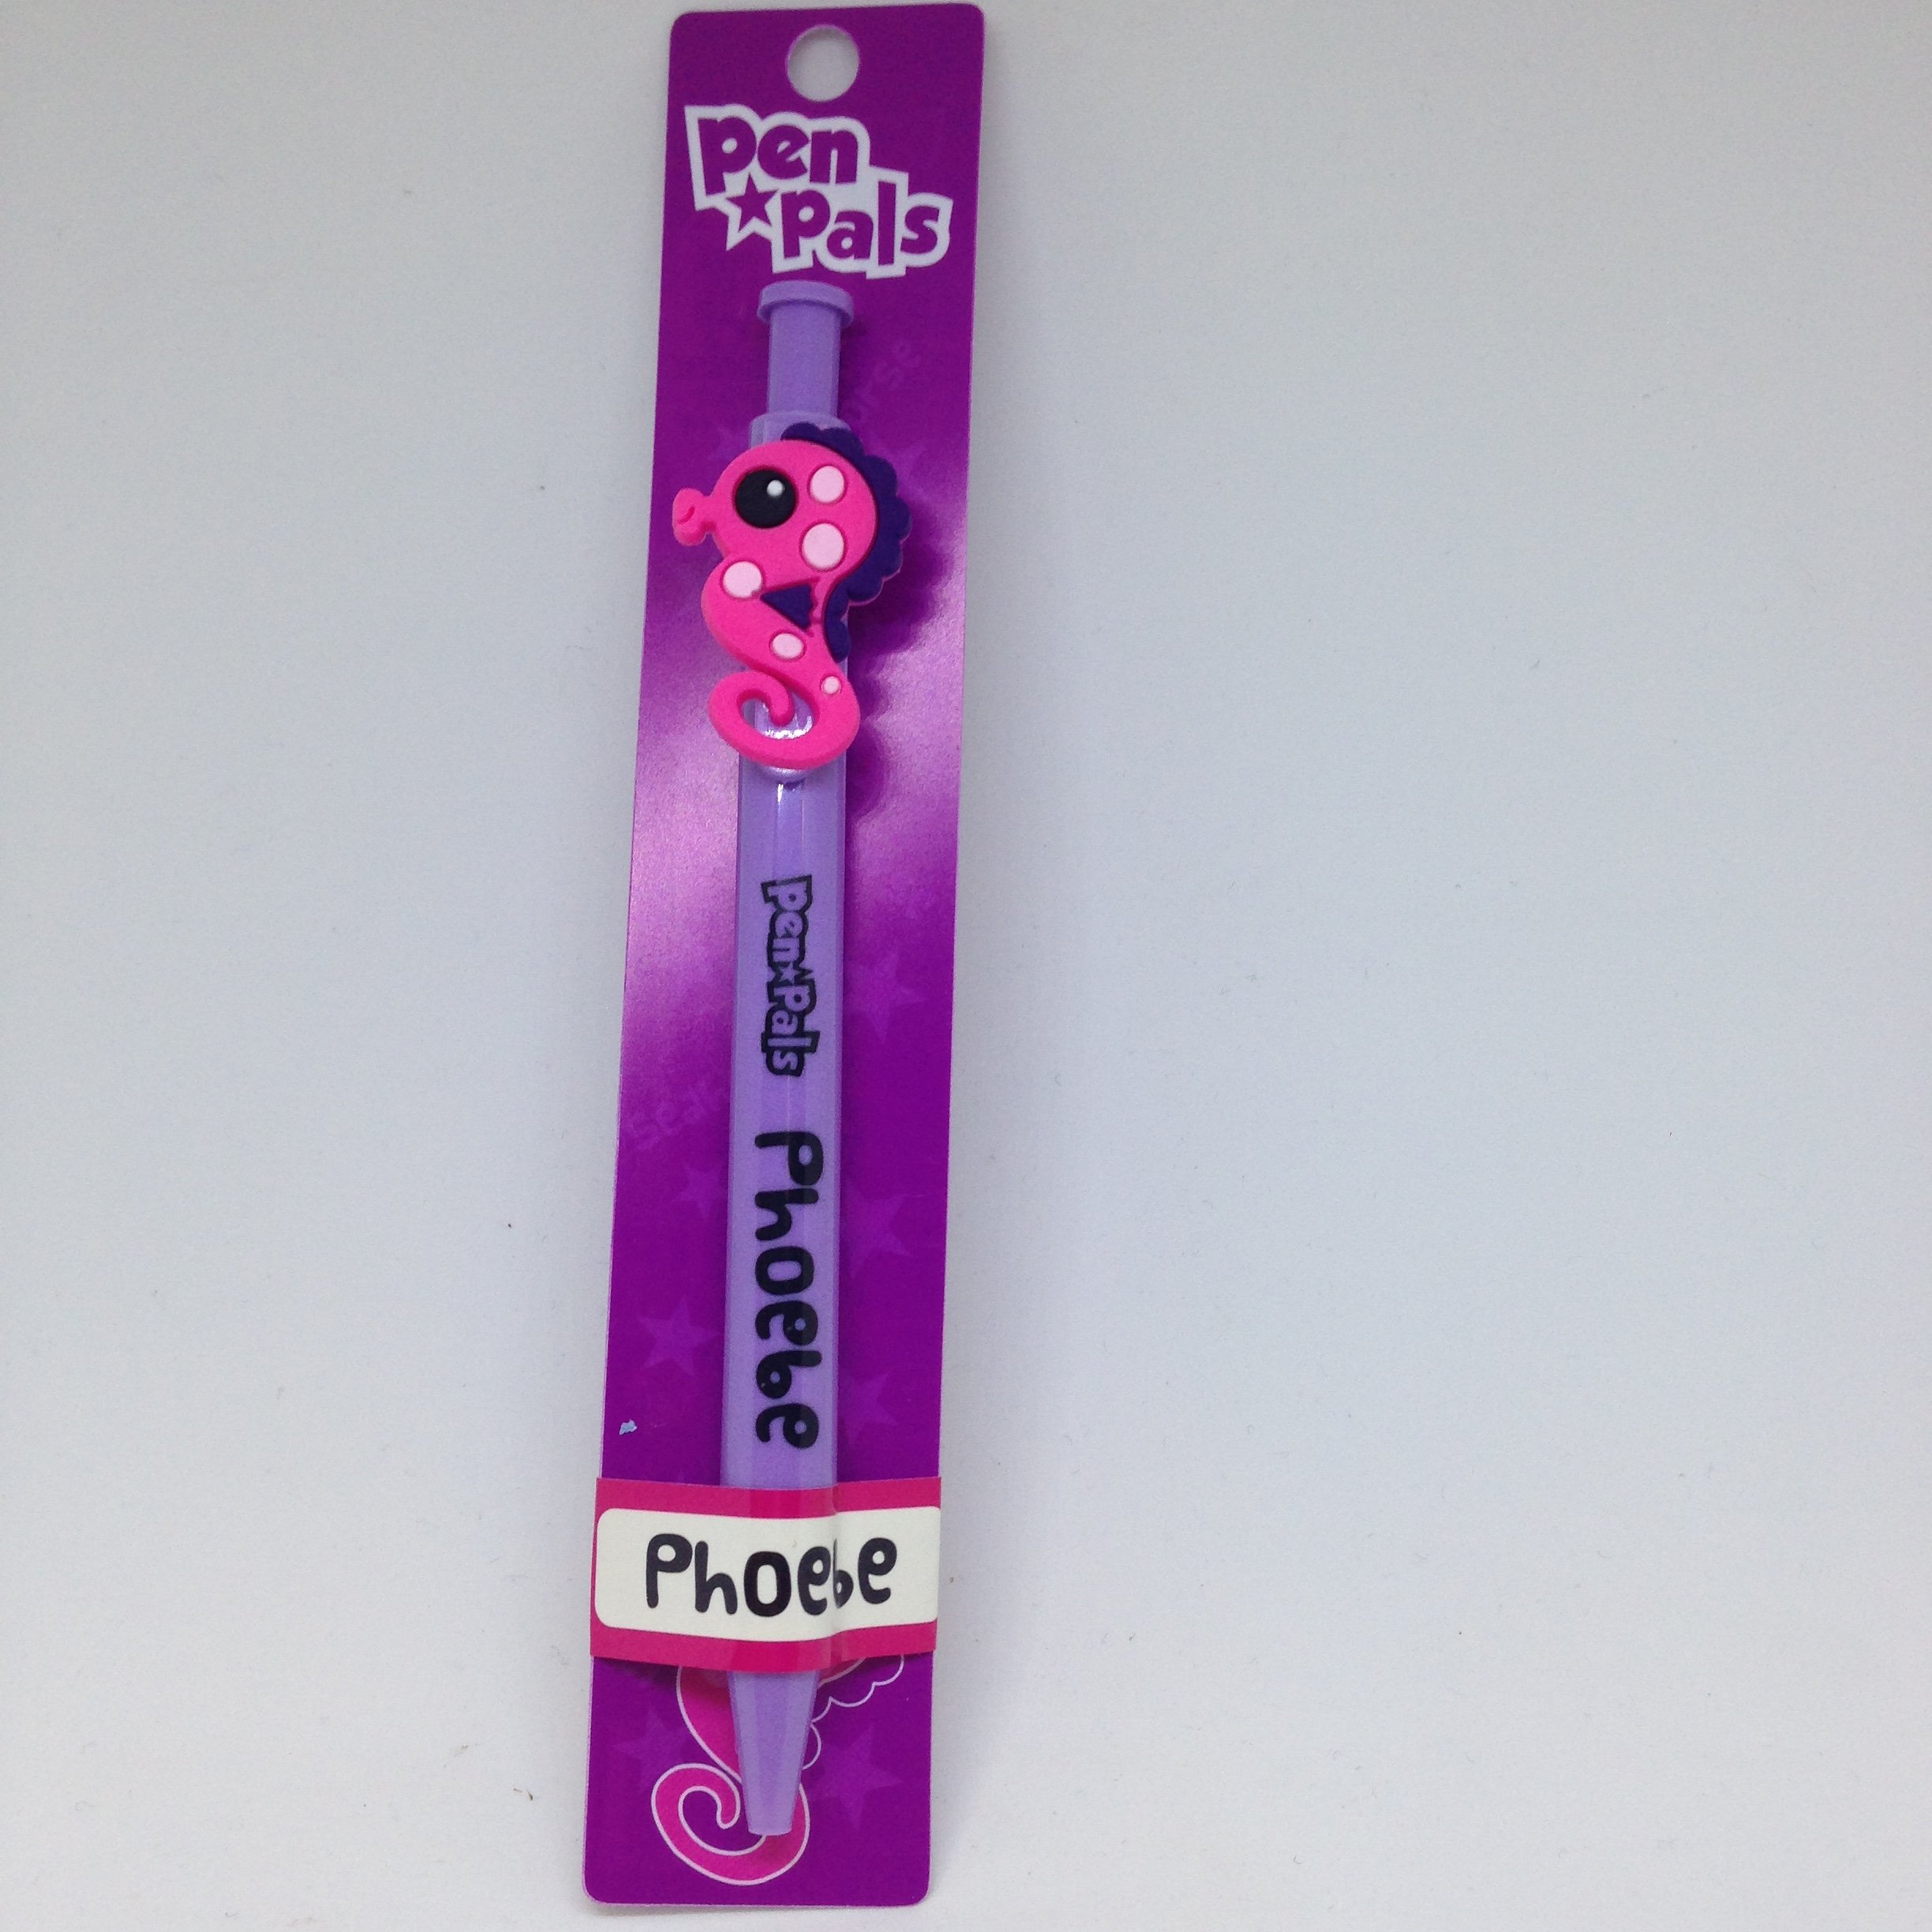 pen
pals
pen pals
Phoebe
Phoebe